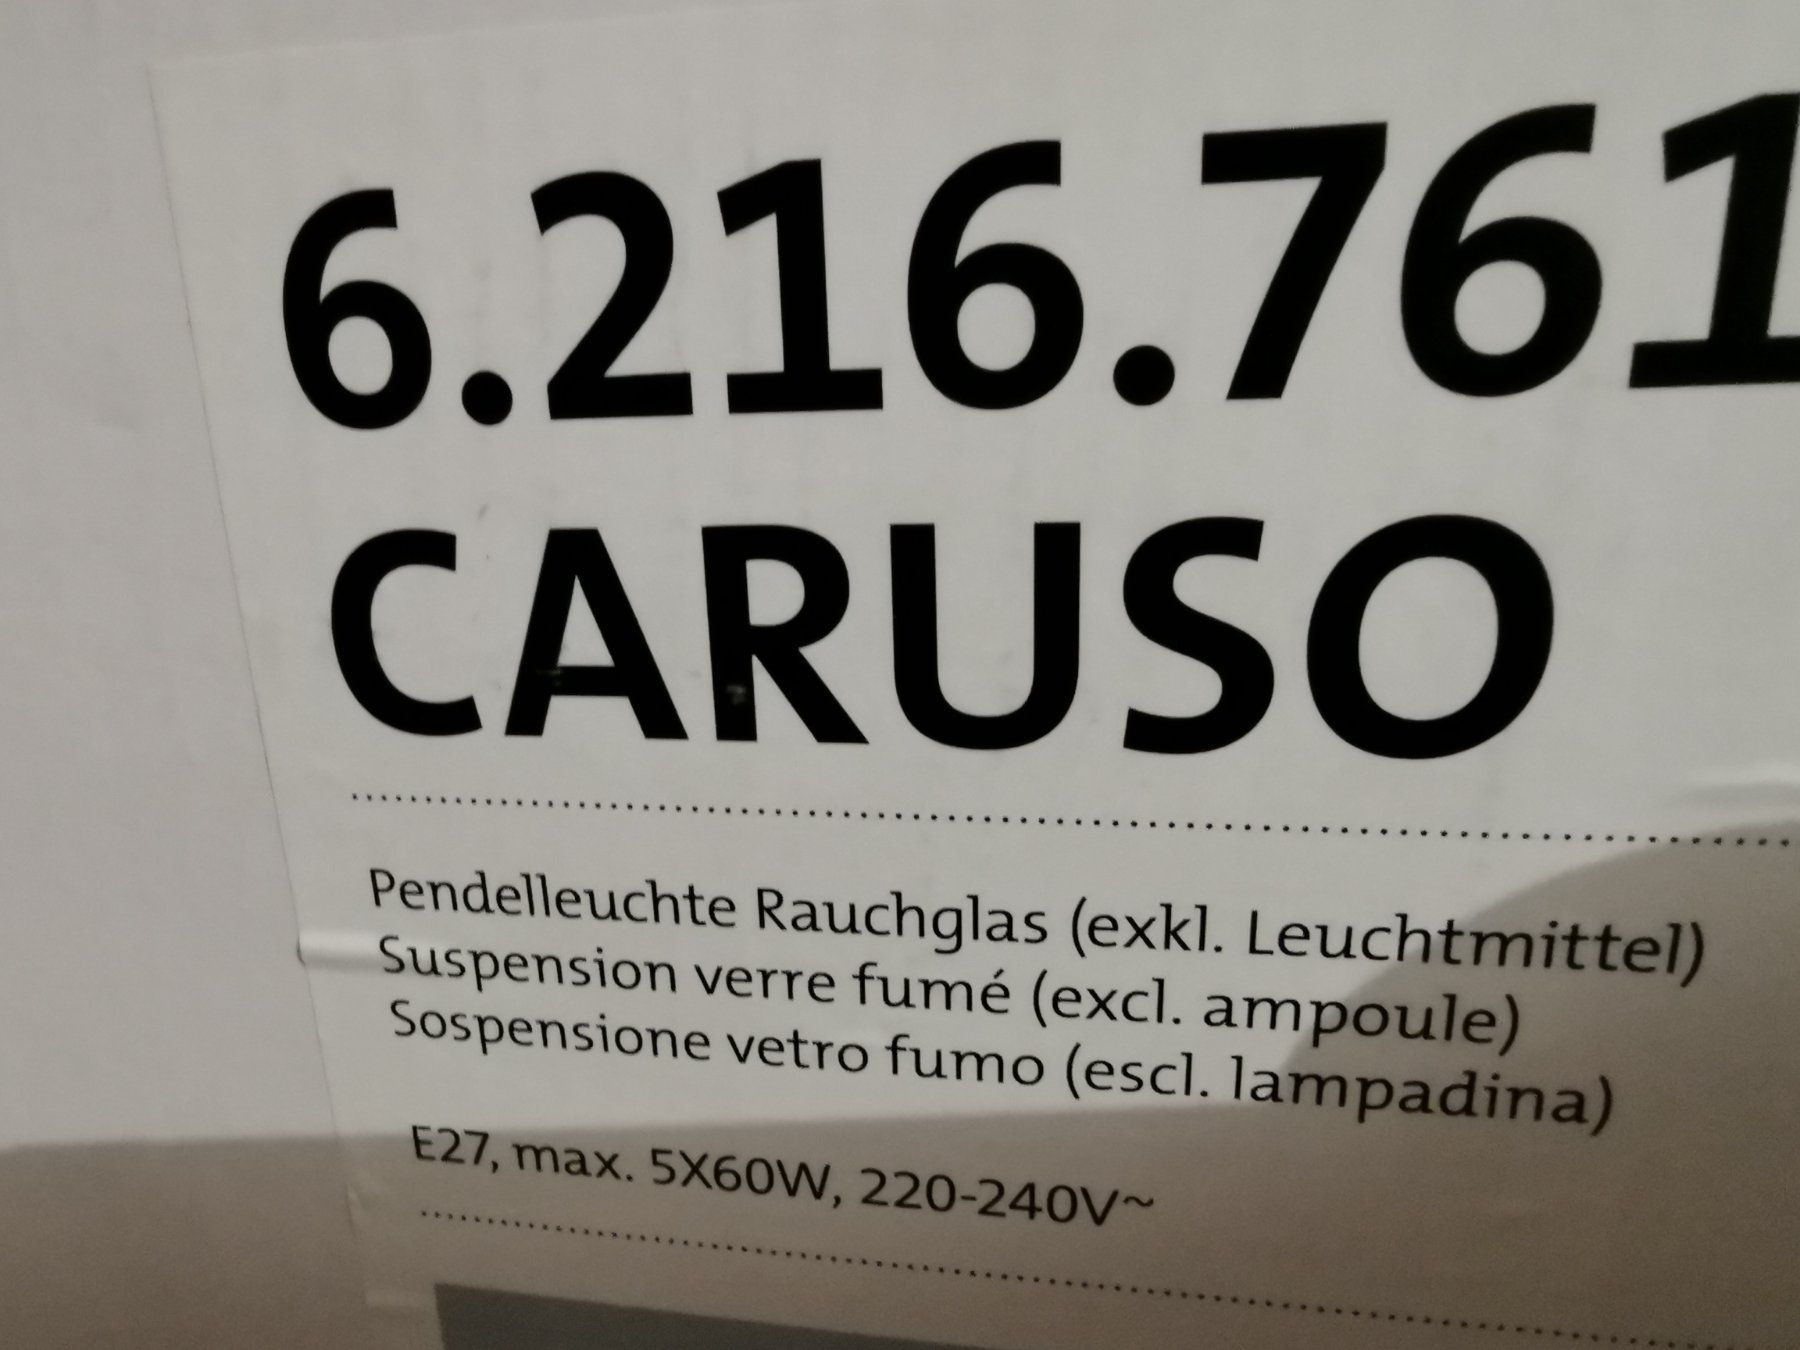 6.216.761
CARUSO
Pendelleuchte Rauchglas (exkl. Leuchtmittel)
Suspension verre fumé (excl. ampoule)
Sospensione vetro fumo (escl. lampadina)
E27, max. 5X60W, 220-240V~